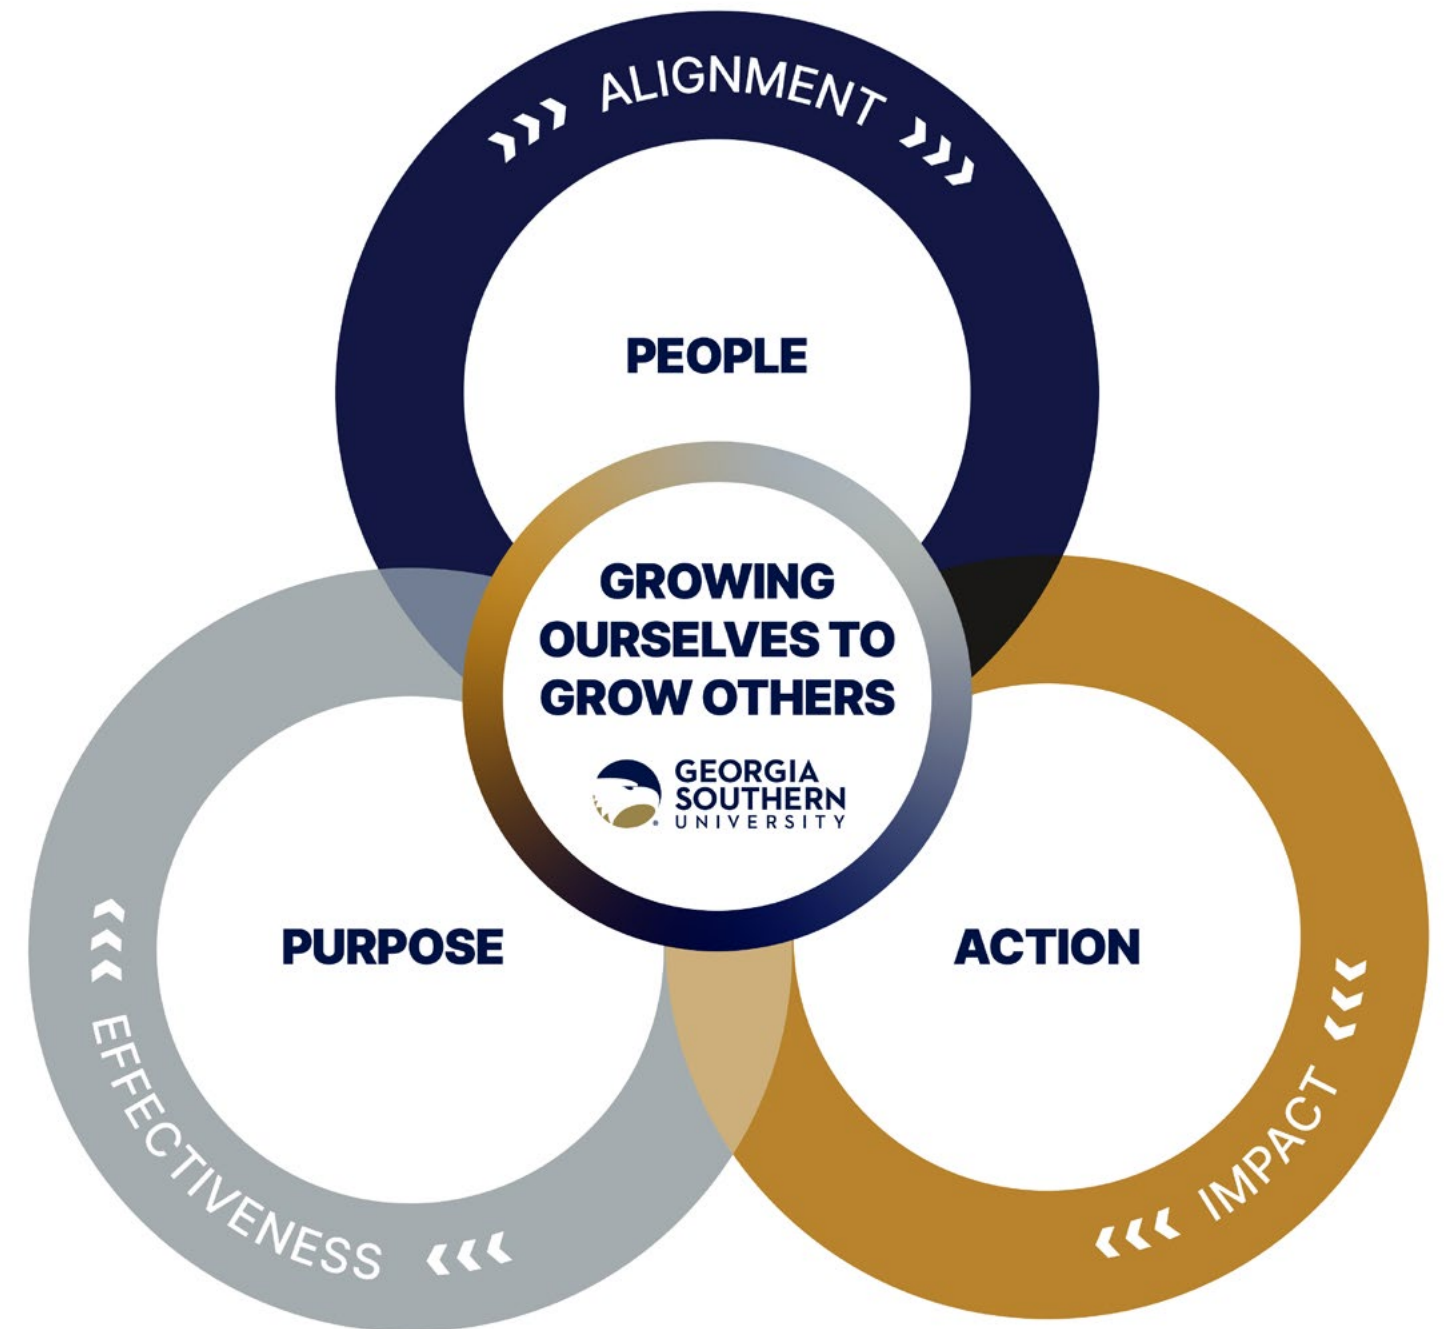 ALIGNMENT
PEOPLE
GROWING
OURSELVES TO
GROW OTHERS
GEORGIA
SOUTHERN
UNIVERSITY
PURPOSE
ACTION
EFFECTIVENESS
IMPACT